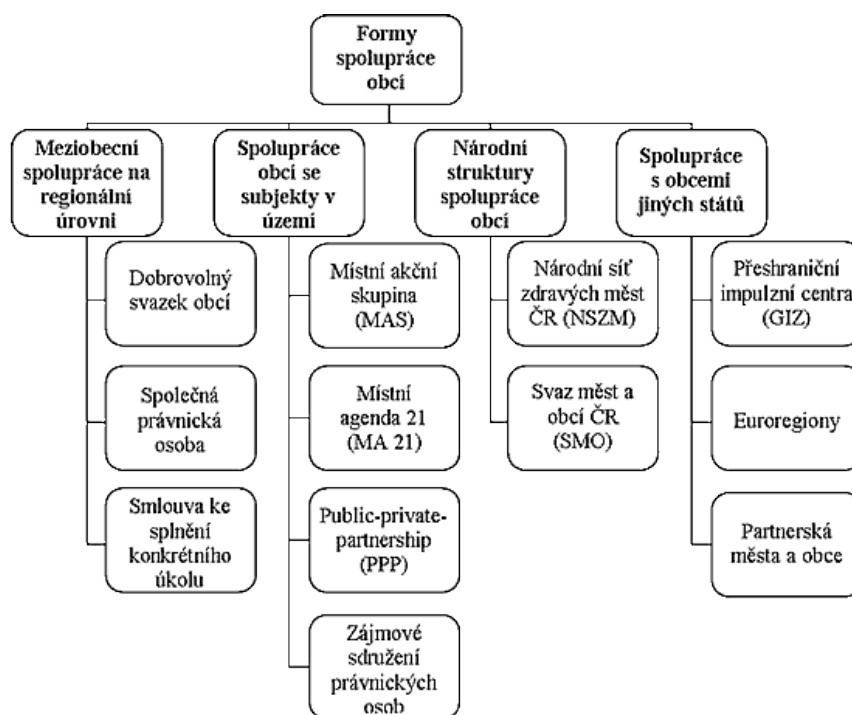 Formy
spolupráce
obcí
Meziobecní
spolupráce na
regionální
úrovni
Dobrovolný
svazek obcí
Společná
právnická
osoba
Smlouva ke
splnění
konkrétního
úkolu
Spolupráce
obcí se
subjekty v
území
Místní akční
skupina
(MAS)
Místní
agenda 21
(MA 21)
Public-private-
partnership
(PPP)
Zájmové
sdružení
právnických
osob
Národní
struktury
spolupráce
obcí
Národní síť
zdravých měst
ČR (NSZM)
Svaz měst a
obcí ČR
(SMO)
Spolupráce
s obcemi
jiných států
Přeshraniční
impulzní centra
(GIZ)
Euroregiony
Partnerská
města a obce